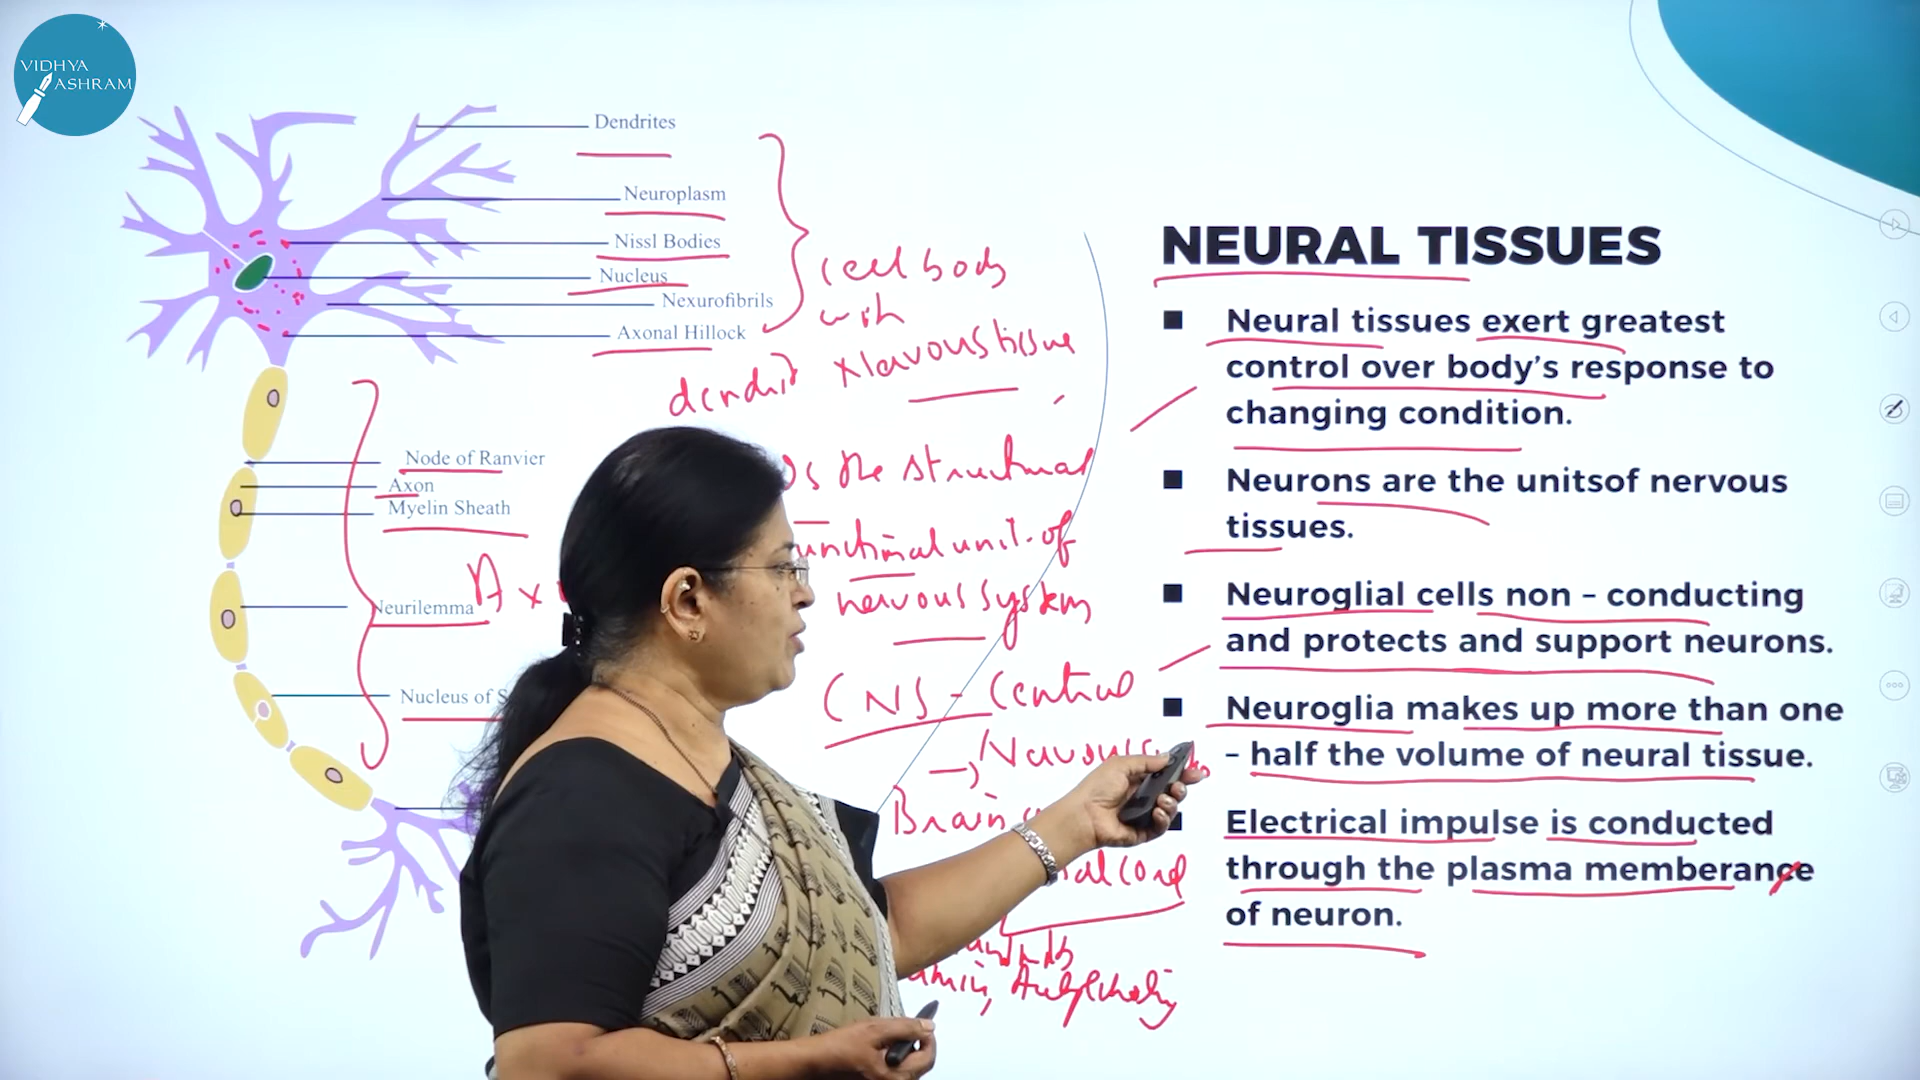 VIDHYA
ASHRAM
Dendrites
Neuroplasm
Nissl Bodies
Nucleus
Nexurofibrils
Axonal Hillock
cell body
with
Nervous tissue
Node of Ranvier
Axon
Myelin Sheath
Neurilemma
Nucleus of S
the structural
unit of
nervous system
CNS - Central
Brain
NEURAL TISSUES
Neural tissues exert greatest
control over body's response to
changing condition.
Neurons are the unitsof nervous
tissues.
Neuroglial cells non – conducting
and protects and support neurons.
Neuroglia makes up more than one
– half the volume of neural tissue.
Electrical impulse is conducted
through the plasma memberance
of neuron.